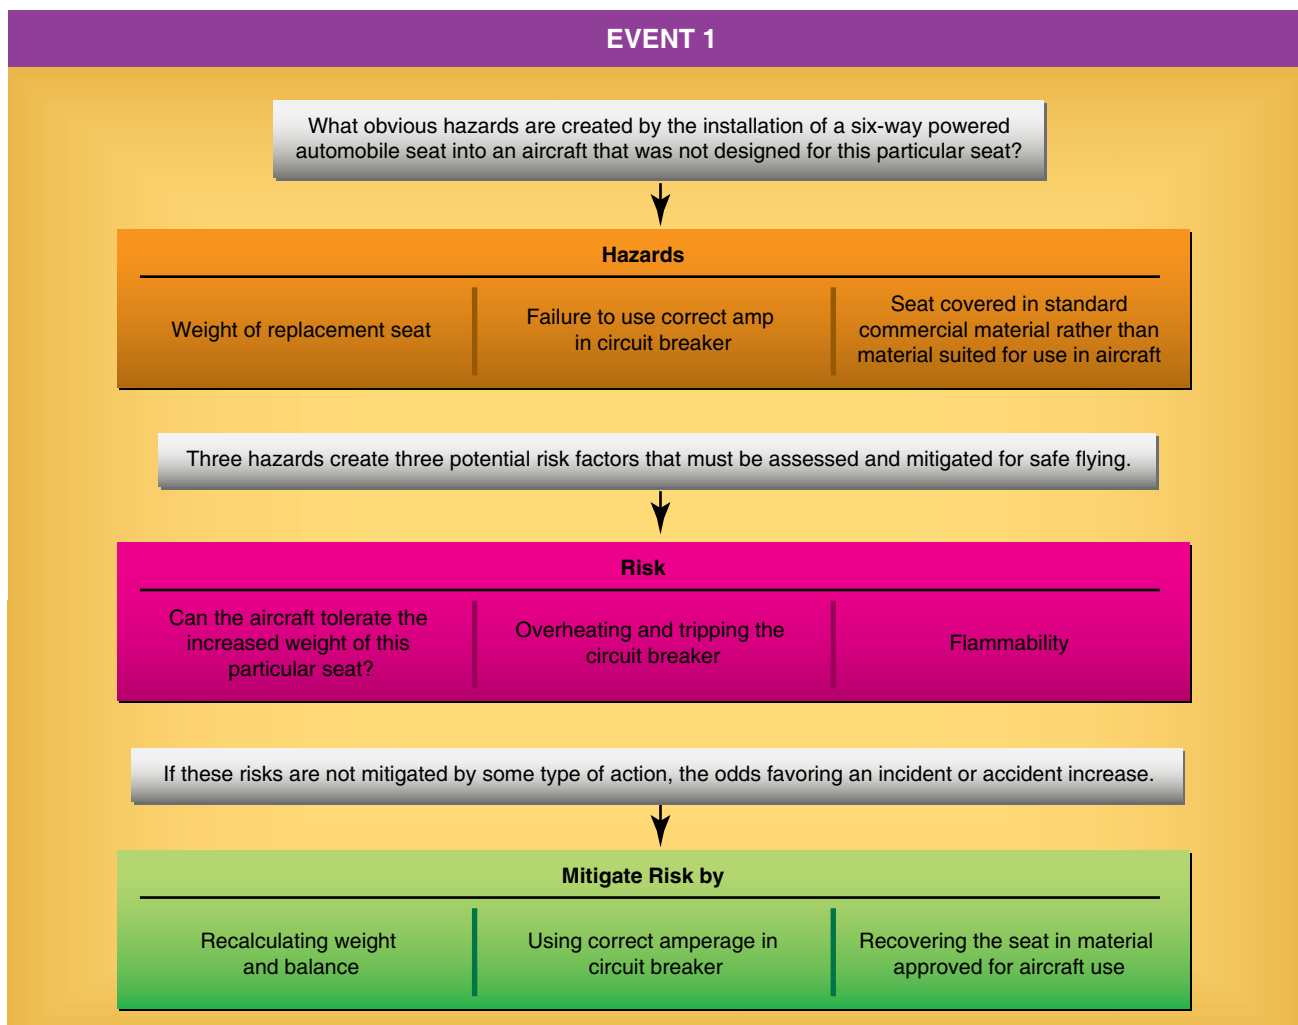 EVENT 1
What obvious hazards are created by the installation of a six-way powered
automobile seat into an aircraft that was not designed for this particular seat?
Hazards
Weight of replacement seat
Failure to use correct amp
in circuit breaker
Seat covered in standard
commercial material rather than
material suited for use in aircraft
Three hazards create three potential risk factors that must be assessed and mitigated for safe flying.
Risk
Can the aircraft tolerate the
increased weight of this
particular seat?
Overheating and tripping the
circuit breaker
Flammability
If these risks are not mitigated by some type of action, the odds favoring an incident or accident increase.
Mitigate Risk by
Recalculating weight
and balance
Using correct amperage in
circuit breaker
Recovering the seat in material
approved for aircraft use